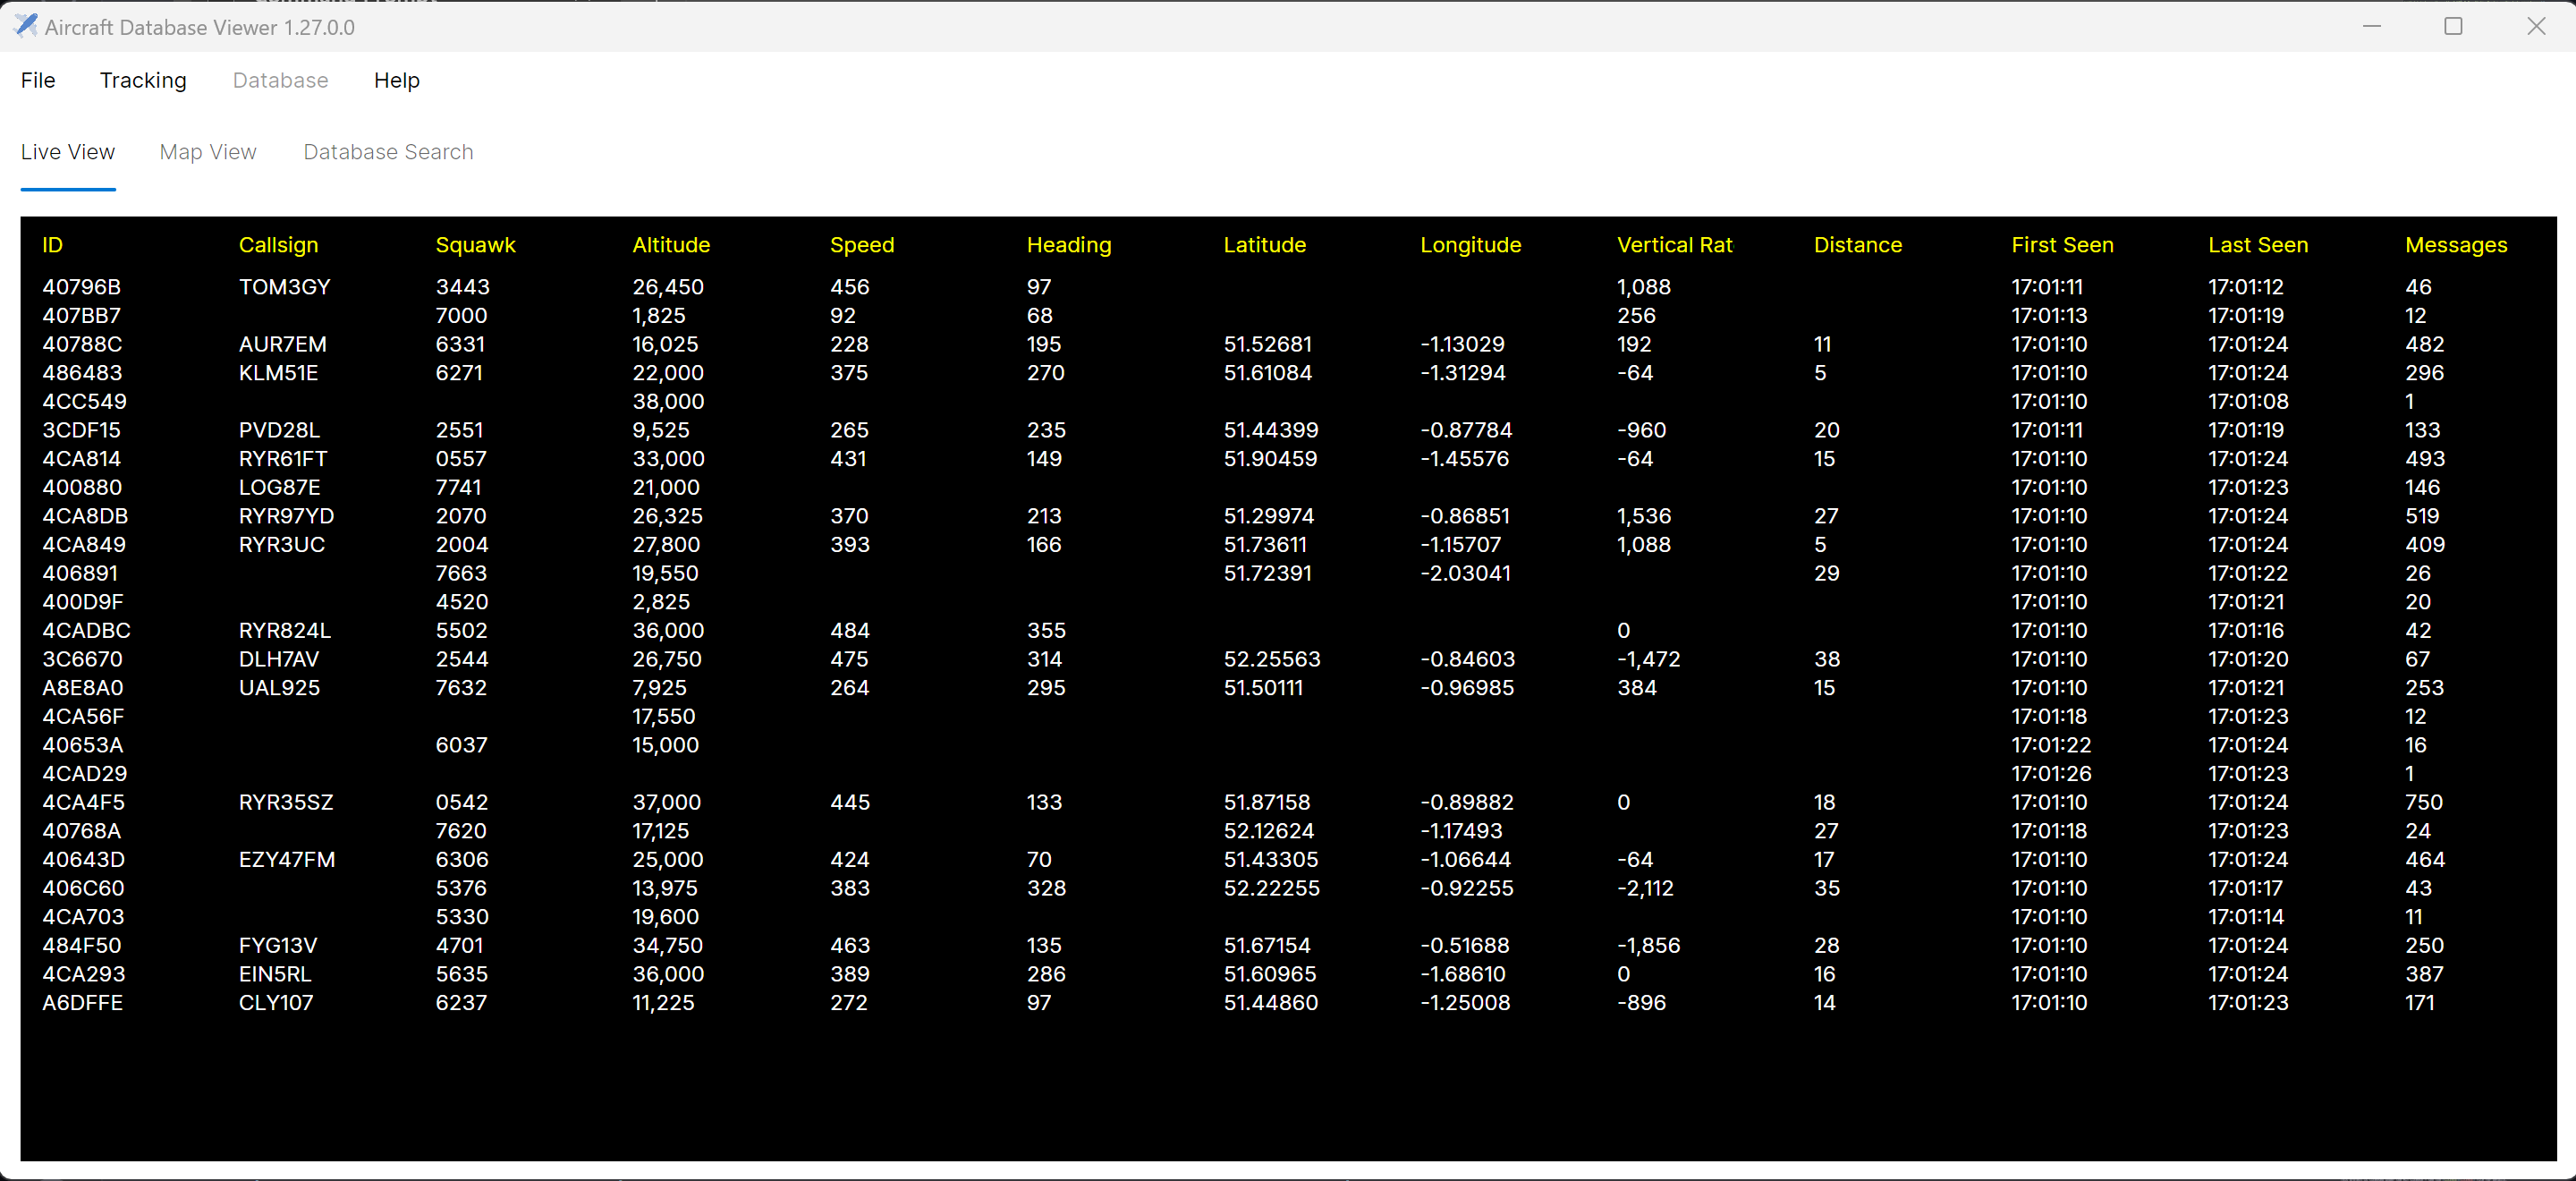 Aircraft Database Viewer 1.27.0.0
File Tracking Database Help
Live View Map View Database Search
ID Callsign Squawk Altitude Speed Heading Latitude Longitude Vertical Rat Distance First Seen Last Seen Messages
40796B TOM3GY 3443 26,450 456 97 1,088 17:01:11 17:01:12 46
407BB7 7000 1,825 92 68 256 17:01:13 17:01:19 12
40788C AUR7EM 6331 16,025 228 195 51.52681 -1.13029 192 11 17:01:10 17:01:24 482
486483 KLM51E 6271 22,000 375 270 51.61084 -1.31294 -64 5 17:01:10 17:01:24 296
4CC549 38,000 17:01:10 17:01:08 1
3CDF15 PVD28L 2551 9,525 265 235 51.44399 -0.87784 -960 20 17:01:11 17:01:19 133
4CA814 RYR61FT 0557 33,000 431 149 51.90459 -1.45576 -64 15 17:01:10 17:01:24 493
400880 LOG87E 7741 21,000 17:01:10 17:01:23 146
4CA8DB RYR97YD 2070 26,325 370 213 51.29974 -0.86851 1,536 27 17:01:10 17:01:24 519
4CA849 RYR3UC 2004 27,800 393 166 51.73611 -1.15707 1,088 5 17:01:10 17:01:24 409
406891 7663 19,550 51.72391 -2.03041 29 17:01:10 17:01:22 26
400D9F 4520 2,825 17:01:10 17:01:21 20
4CADBC RYR824L 5502 36,000 484 355 0 17:01:10 17:01:16 42
3C6670 DLH7AV 2544 26,750 475 314 52.25563 -0.84603 -1,472 38 17:01:10 17:01:20 67
A8E8A0 UAL925 7632 7,925 264 295 51.50111 -0.96985 384 15 17:01:10 17:01:21 253
4CA56F 17,550 17:01:18 17:01:23 12
40653A 6037 15,000 17:01:22 17:01:24 16
4CAD29 17:01:26 17:01:23 1
4CA4F5 RYR35SZ 0542 37,000 445 133 51.87158 -0.89882 0 18 17:01:10 17:01:24 750
40768A 7620 17,125 52.12624 -1.17493 27 17:01:18 17:01:23 24
40643D EZY47FM 6306 25,000 424 70 51.43305 -1.06644 -64 17 17:01:10 17:01:24 464
406C60 5376 13,975 383 328 52.22255 -0.92255 -2,112 35 17:01:10 17:01:17 43
4CA703 5330 19,600 17:01:10 17:01:14 11
484F50 FYG13V 4701 34,750 463 135 51.67154 -0.51688 -1,856 28 17:01:10 17:01:24 250
4CA293 EIN5RL 5635 36,000 389 286 51.60965 -1.68610 0 16 17:01:10 17:01:24 387
A6DFFE CLY107 6237 11,225 272 97 51.44860 -1.25008 -896 14 17:01:10 17:01:23 171